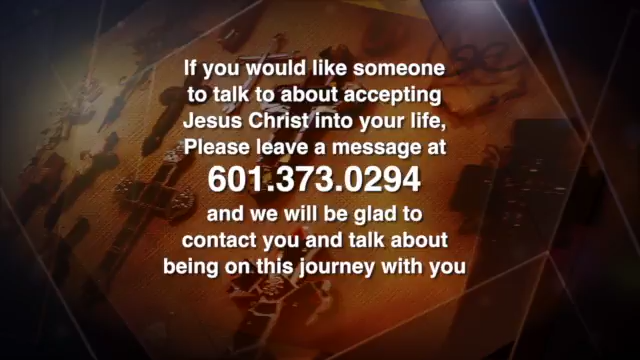 If you would like someone
to talk to about accepting
Jesus Christ into your life,
Please leave a message at
601.373.0294
and we will be glad to
contact you and talk about
being on this journey with you